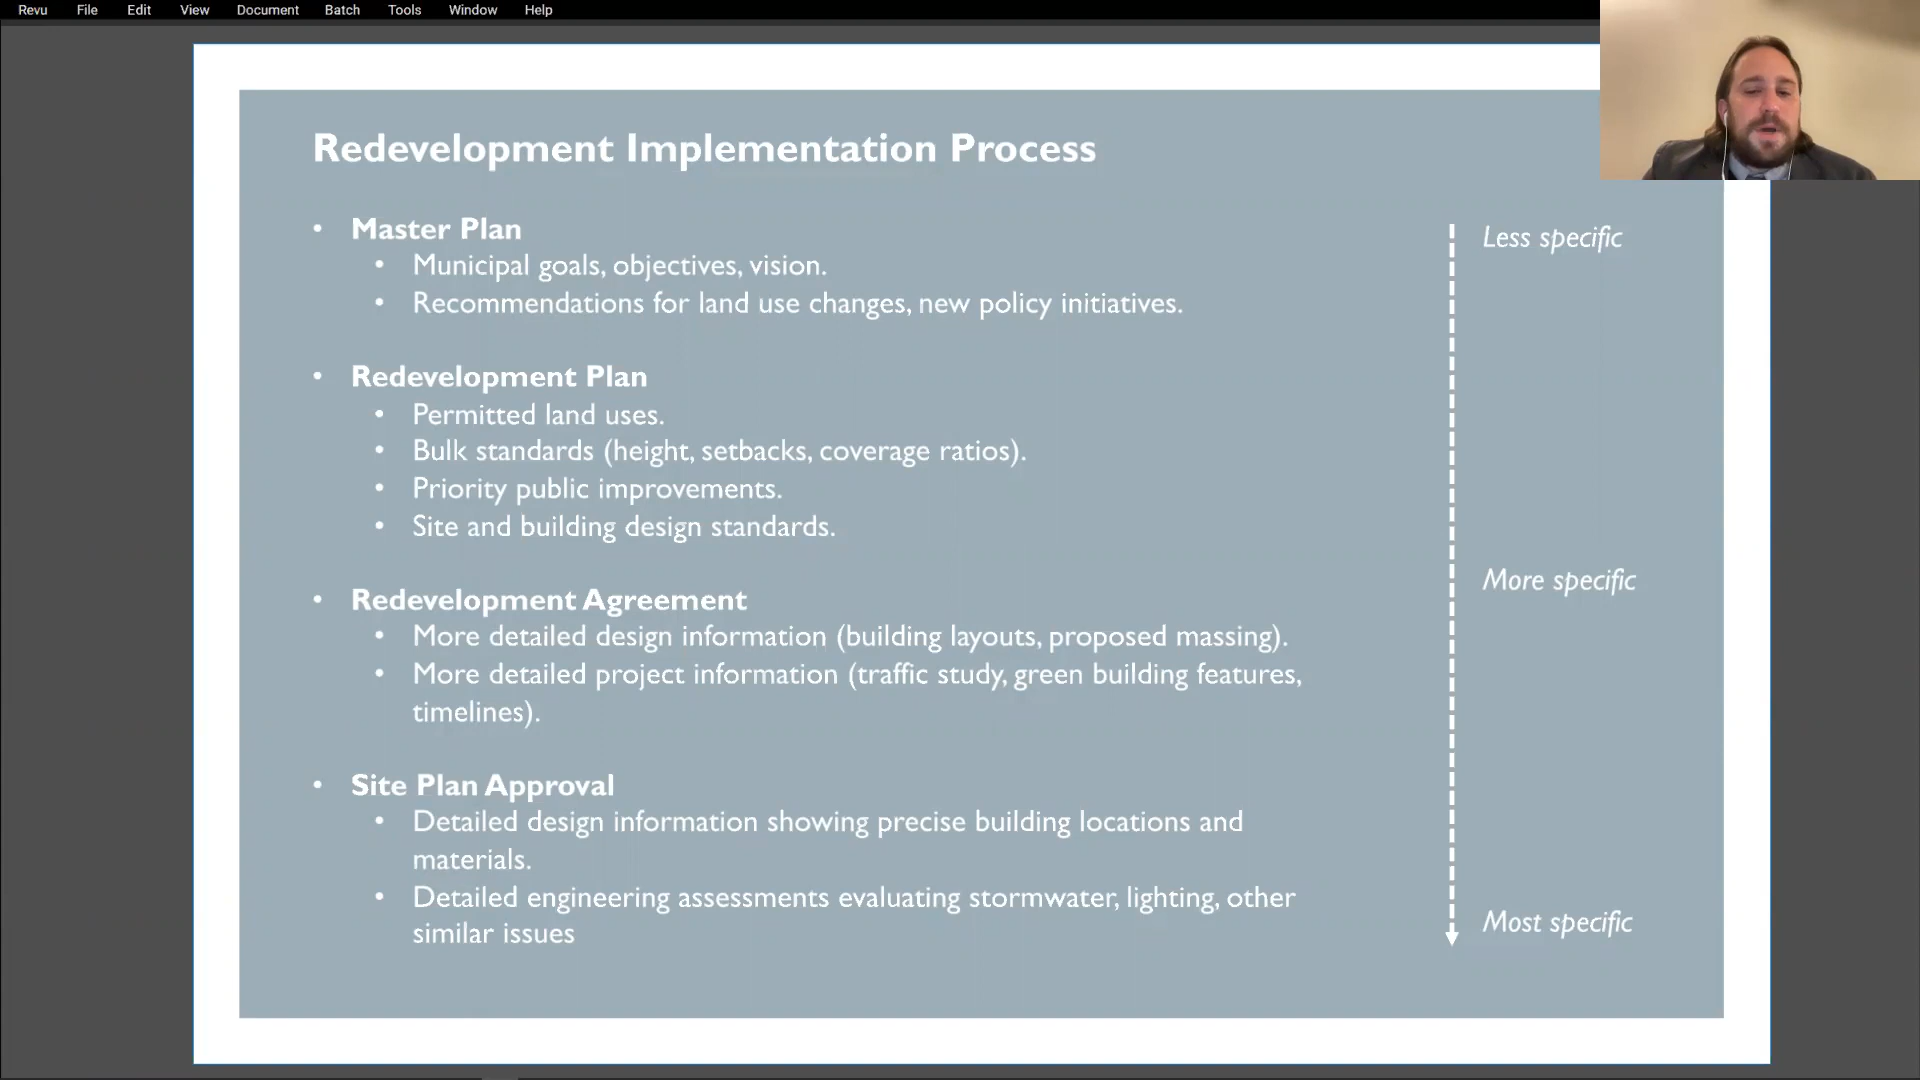 Revu File Edit View Document Batch Tools Window Help
Redevelopment Implementation Process
• Master Plan
• Municipal goals, objectives, vision.
• Recommendations for land use changes, new policy initiatives.
• Redevelopment Plan
• Permitted land uses.
• Bulk standards (height, setbacks, coverage ratios).
• Priority public improvements.
• Site and building design standards.
• Redevelopment Agreement
• More detailed design information (building layouts, proposed massing).
• More detailed project information (traffic study, green building features,
timelines).
• Site Plan Approval
• Detailed design information showing precise building locations and
materials.
• Detailed engineering assessments evaluating stormwater, lighting, other
similar issues
Less specific
More specific
Most specific